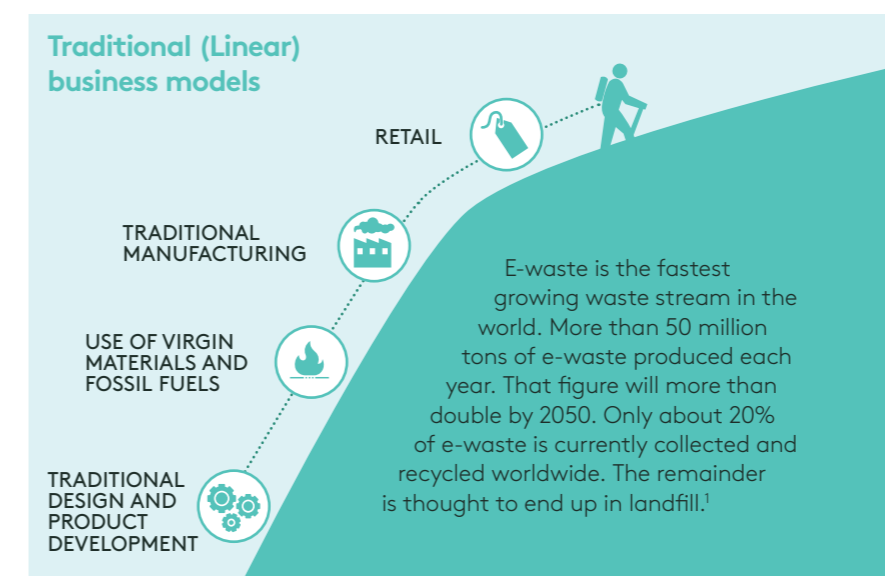 Traditional (Linear)
business models
RETAIL
TRADITIONAL
MANUFACTURING
USE OF VIRGIN
MATERIALS AND
FOSSIL FUELS
TRADITIONAL
DESIGN AND
PRODUCT
DEVELOPMENT
E-waste is the fastest
growing waste stream in the
world. More than 50 million
tons of e-waste produced each
year. That figure will more than
double by 2050. Only about 20%
of e-waste is currently collected and
recycled worldwide. The remainder
is thought to end up in landfill.¹